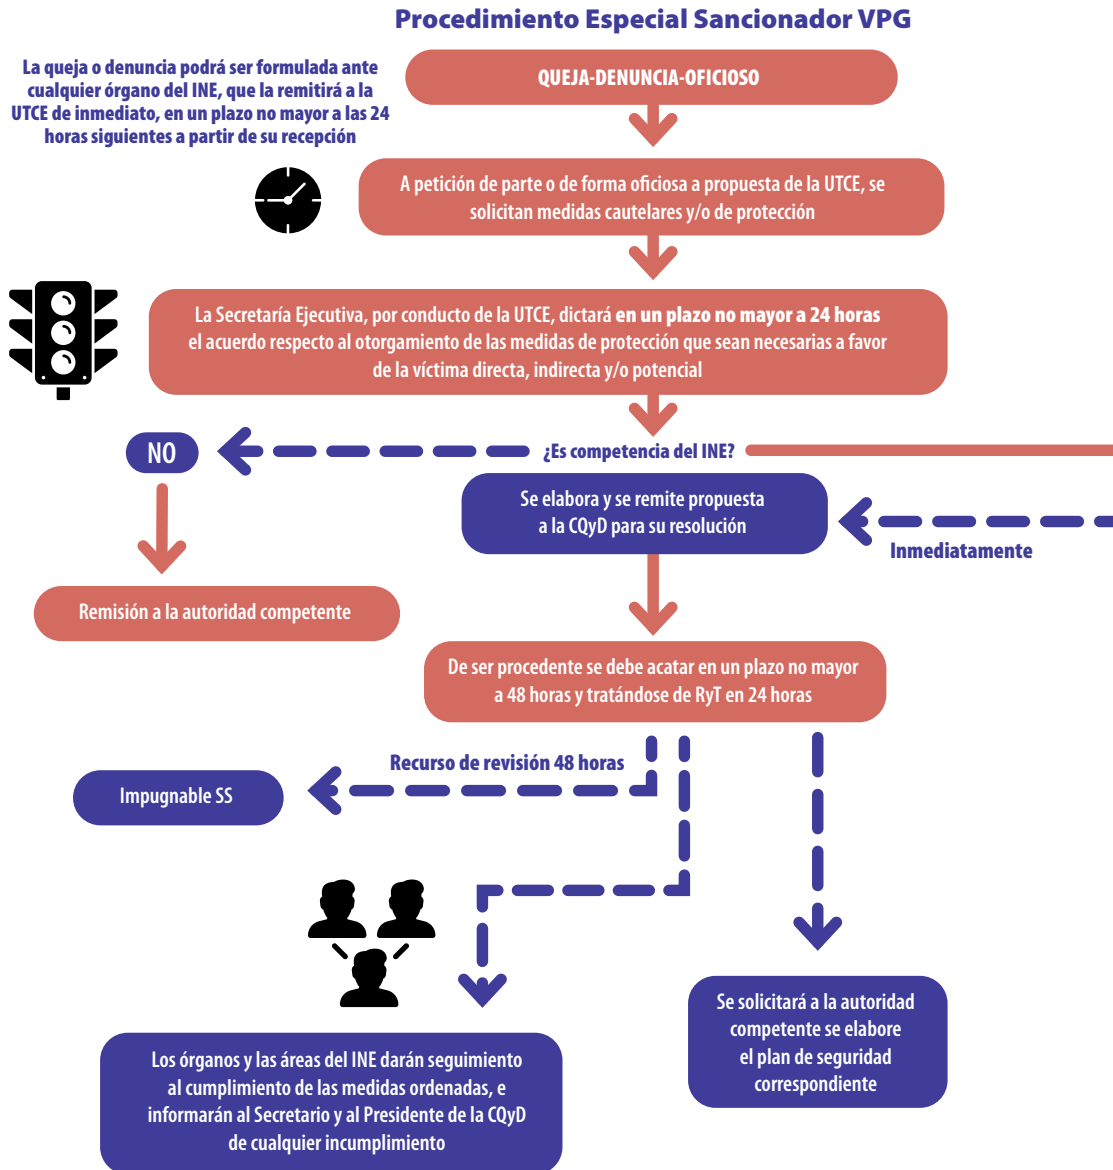 Procedimiento Especial Sancionador VPG
La queja o denuncia podrá ser formulada ante
cualquier órgano del INE, que la remitirá a la
UTCE de inmediato, en un plazo no mayor a las 24
horas siguientes a partir de su recepción
QUEJA-DENUNCIA-OFICIOSO
A petición de parte o de forma oficiosa a propuesta de la UTCE, se
solicitan medidas cautelares y/o de protección
La Secretaría Ejecutiva, por conducto de la UTCE, dictará en un plazo no mayor a 24 horas
el acuerdo respecto al otorgamiento de las medidas de protección que sean necesarias a favor
de la víctima directa, indirecta y/o potencial
NO
¿Es competencia del INE?
Se elabora y se remite propuesta
a la CQyD para su resolución
Inmediatamente
Remisión a la autoridad competente
De ser procedente se debe acatar en un plazo no mayor
a 48 horas y tratándose de RyT en 24 horas
Recurso de revisión 48 horas
Impugnable SS
Se solicitará a la autoridad
competente se elabore
el plan de seguridad
correspondiente
Los órganos y las áreas del INE darán seguimiento
al cumplimiento de las medidas ordenadas, e
informarán al Secretario y al Presidente de la CQyD
de cualquier incumplimiento